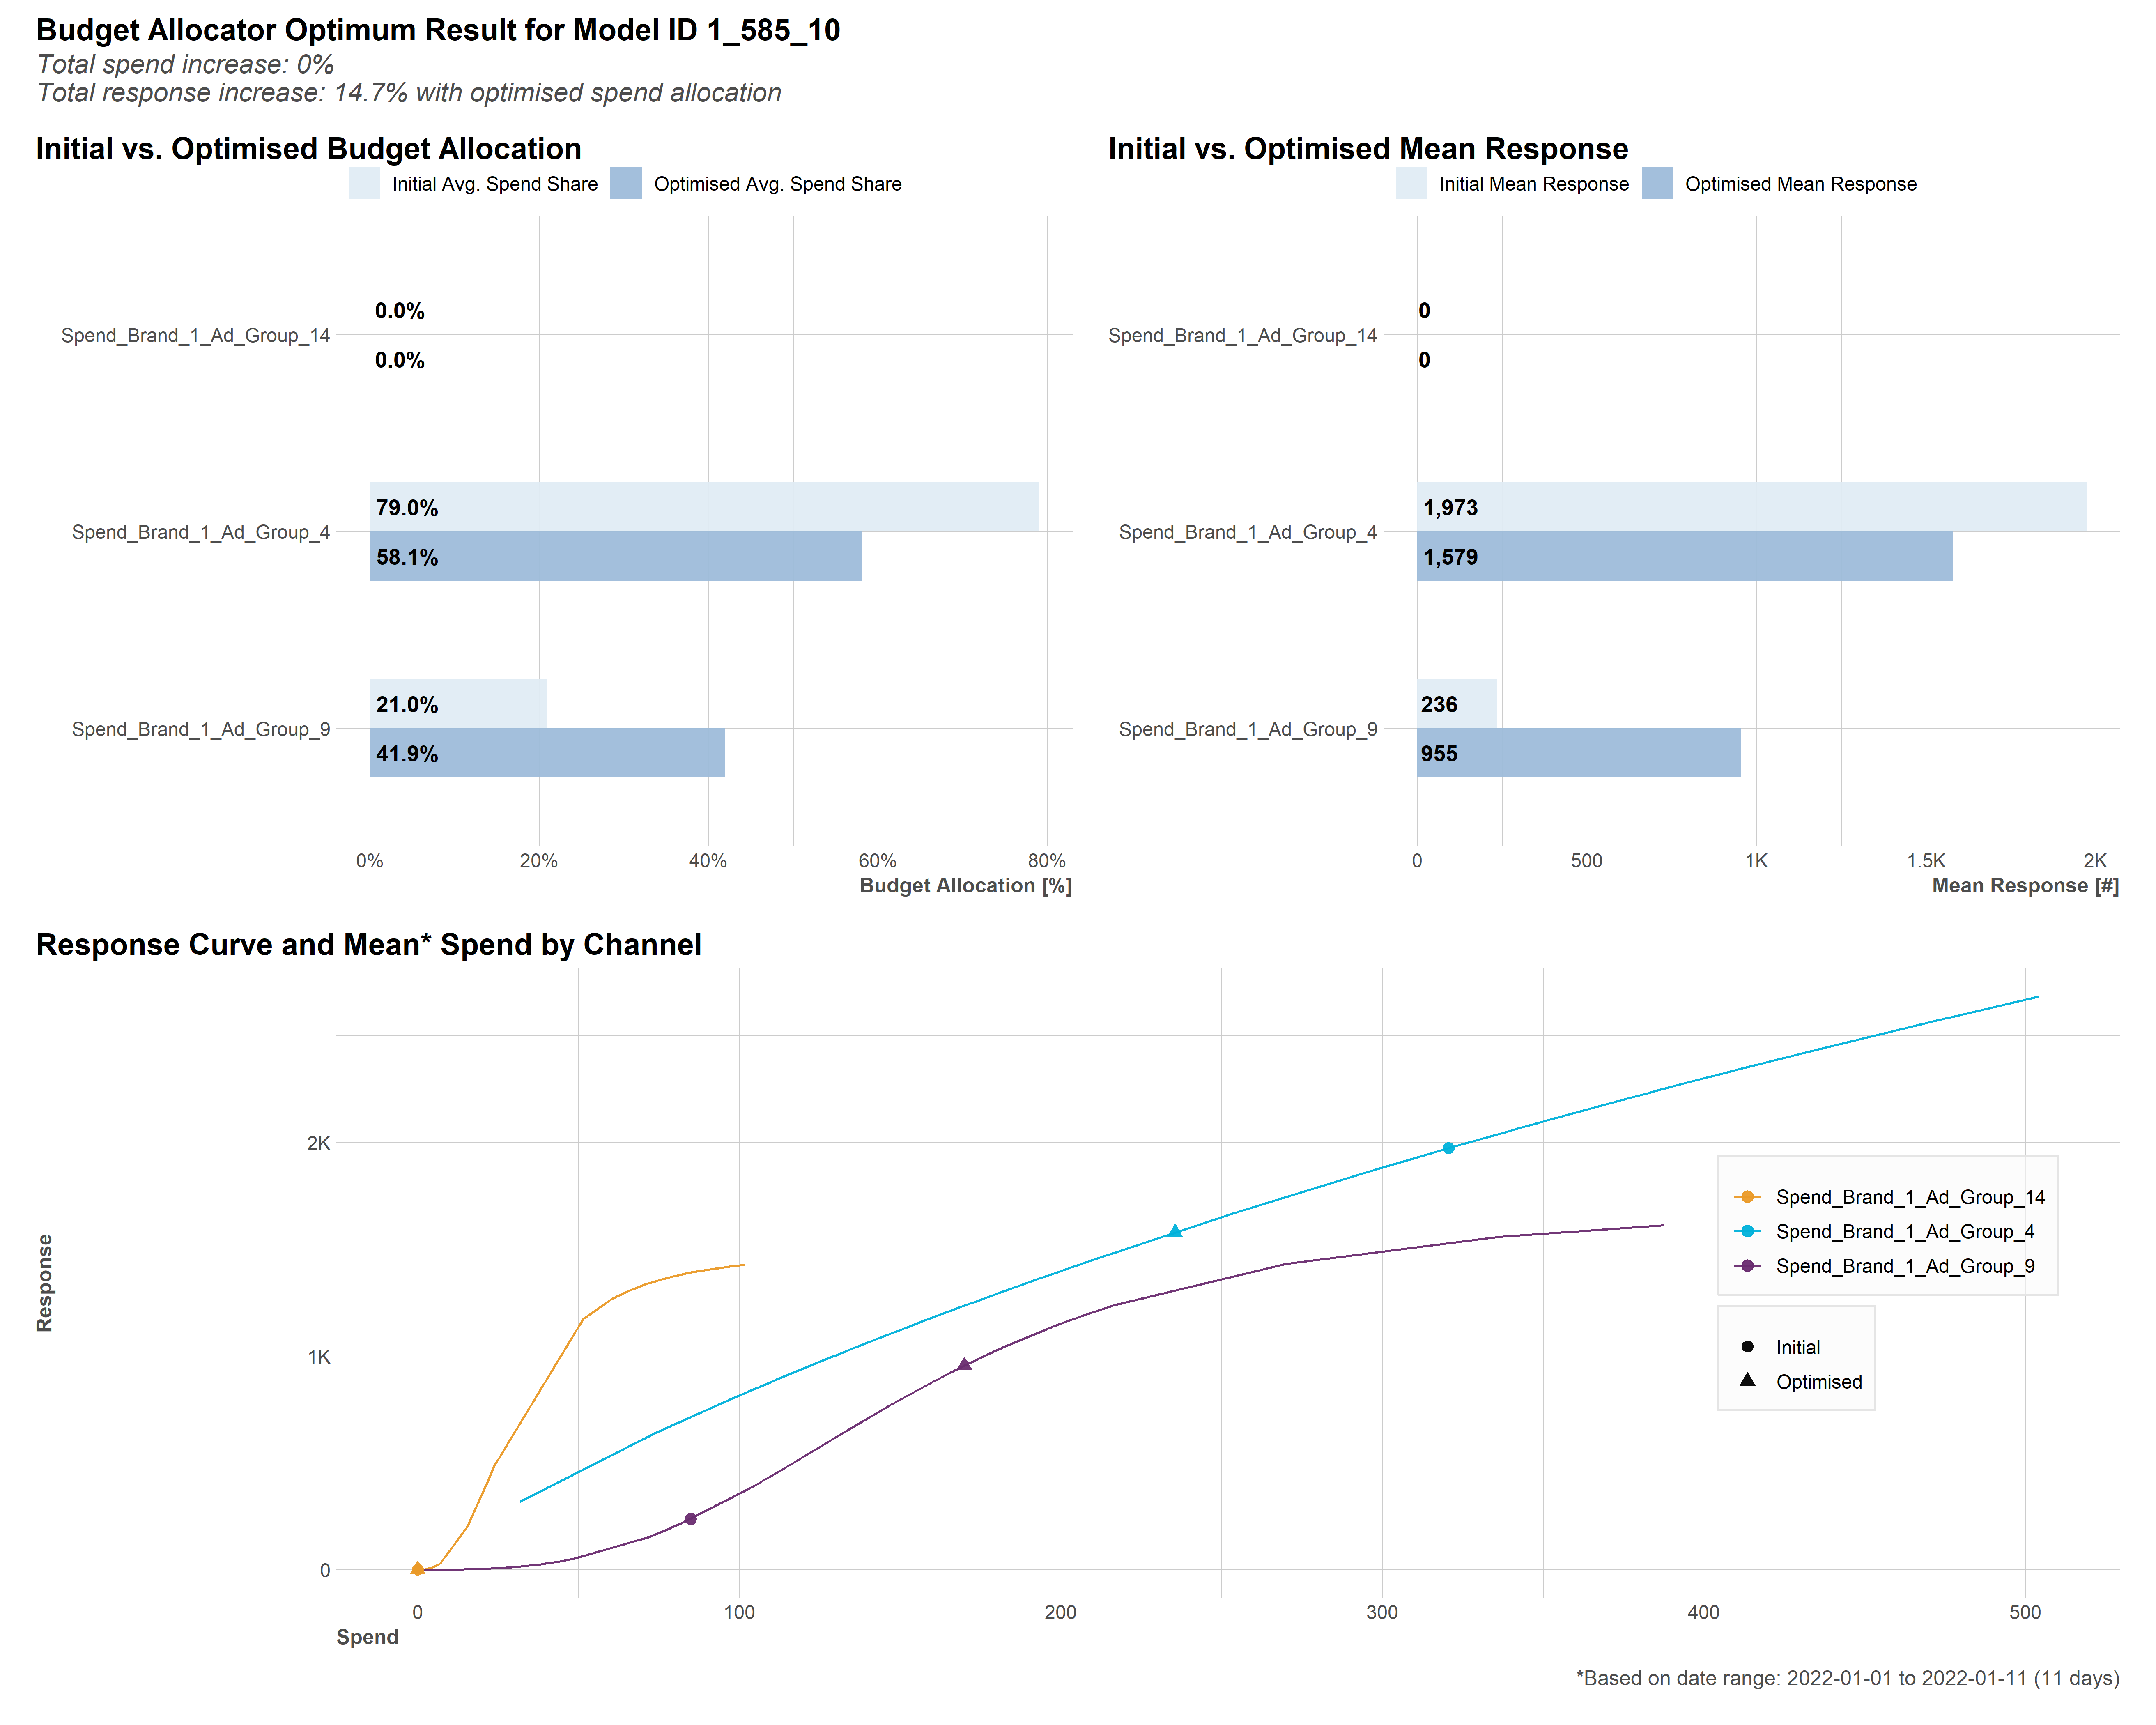 Budget Allocator Optimum Result for Model ID 1_585_10
Total spend increase: 0%
Total response increase: 14.7% with optimised spend allocation
Initial vs. Optimised Budget Allocation
Initial Avg. Spend Share
Optimised Avg. Spend Share
Spend_Brand_1_Ad_Group_14
0.0%
0.0%
Spend_Brand_1_Ad_Group_4
79.0%
58.1%
Spend_Brand_1_Ad_Group_9
21.0%
41.9%
0%
20%
40%
60%
80%
Budget Allocation [%]
Initial vs. Optimised Mean Response
Initial Mean Response
Optimised Mean Response
Spend_Brand_1_Ad_Group_14
0
0
Spend_Brand_1_Ad_Group_4
1,973
1,579
Spend_Brand_1_Ad_Group_9
236
955
0
500
1K
1.5K
2K
Mean Response [#]
Response Curve and Mean* Spend by Channel
Response
2K
1K
0
Spend_Brand_1_Ad_Group_14
Spend_Brand_1_Ad_Group_4
Spend_Brand_1_Ad_Group_9
Initial
Optimised
0
100
200
300
400
500
Spend
*Based on date range: 2022-01-01 to 2022-01-11 (11 days)